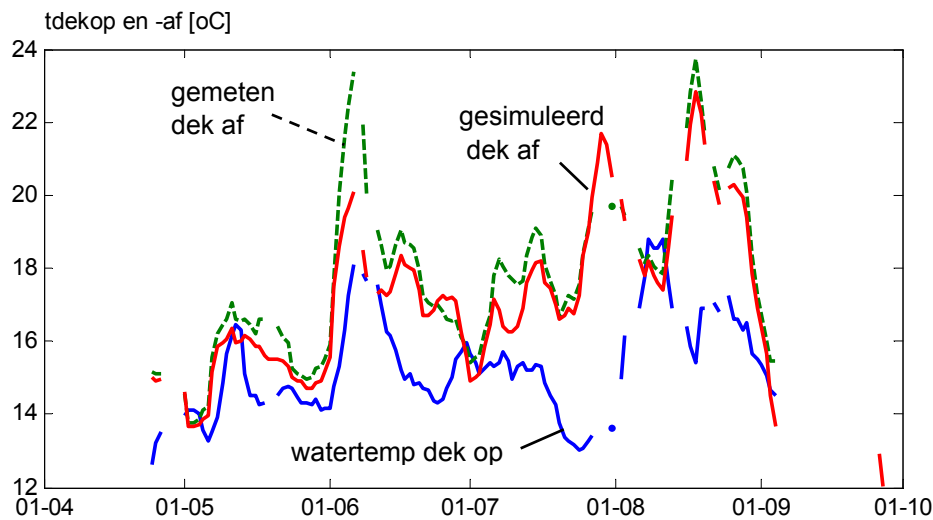 tdekop en -af [oC]
24
22
20
18
16
14
12
gemeten
dek af
gesimuleerd
dek af
watertemp dek op
01-04 01-05 01-06 01-07 01-08 01-09 01-10